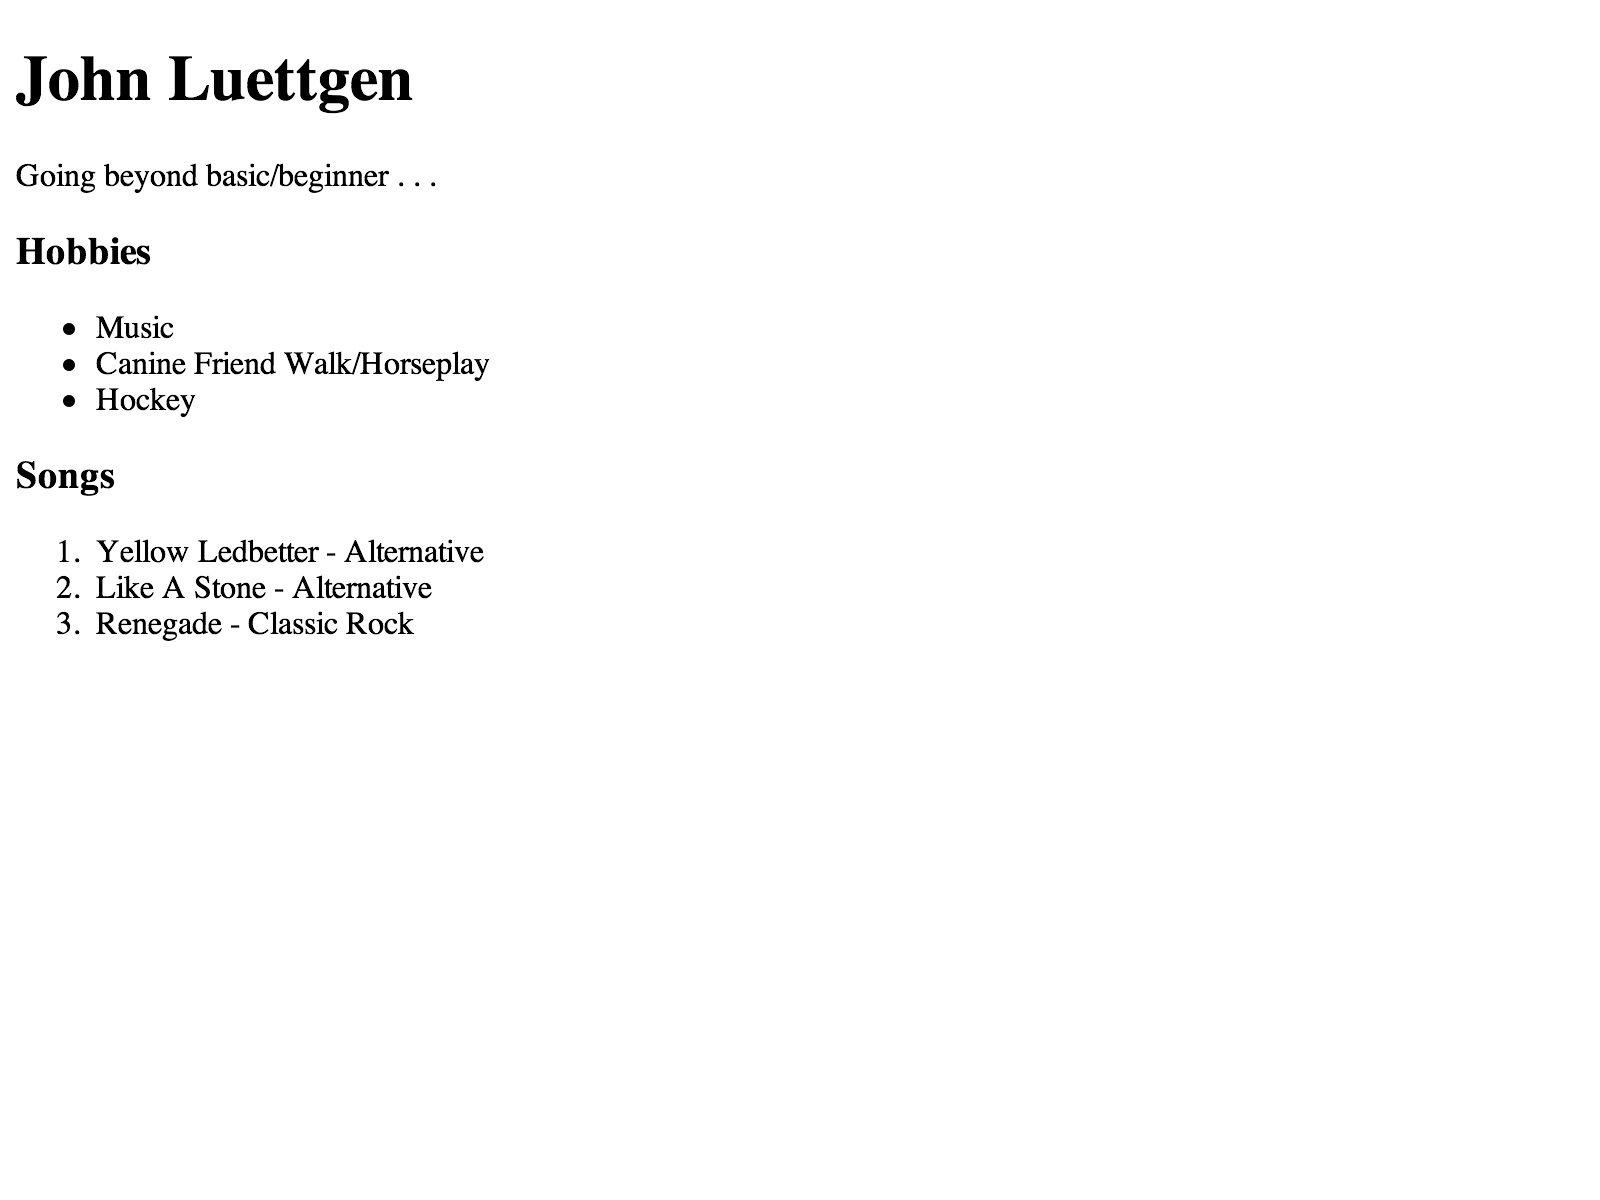 John Luettgen
Going beyond basic/beginner . . .
Hobbies
• Music
• Canine Friend Walk/Horseplay
• Hockey
Songs
1. Yellow Ledbetter - Alternative
2. Like A Stone - Alternative
3. Renegade - Classic Rock